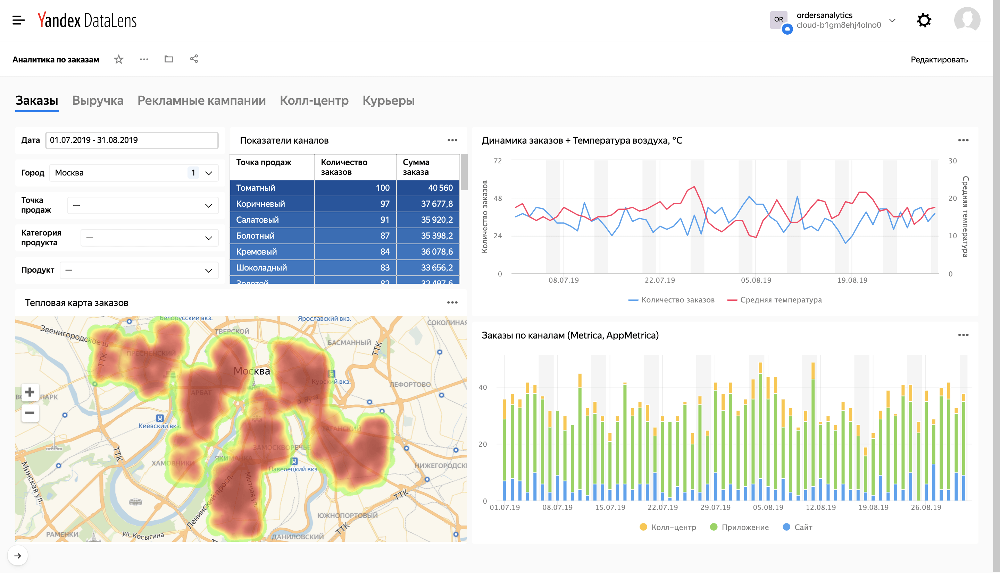 Yandex DataLens
OR
ordersanalytics
cloud-b1gm8ehj4olno0
Аналитика по заказам
Редактировать
Заказы
Выручка
Рекламные кампании
Колл-центр
Курьеры
Дата
01.07.2019 - 31.08.2019
Город
Москва
1
Точка
продаж
—
Категория
продукта
—
Продукт
—
Показатели каналов
Точка продаж
Количество
заказов
Сумма
заказа
Томатный 100 40 560
Коричневый 97 37 677,8
Салатовый 91 35 920,2
Болотный 87 35 398,2
Кремовый 84 36 078,6
Шоколадный 83 33 656,2
Золотой 82 32 497,6
Динамика заказов + Температура воздуха, °C
72
48
24
0
Количество заказов
30
20
10
0
Средняя температура
08.07.19
22.07.19
05.08.19
19.08.19
Количество заказов
Средняя температура
Тепловая карта заказов
Белорусский вкз.
Ярославский вкз.
СОКОЛИНАЯ
Звенигородское ш.
ТВЕРСКОЙ
БАСМАННЫЙ
ТТК
ПРЕСНЕНСКИЙ
ТТК
Москва
Курский вкз.
ЛЕФОРТОВО
АРБАТ
ПАРК
р. Яуза
Киевский вкз.
ТАГАНСКИЙ
ЗАМОСКВОРЕЧЬЕ
ТТК
ЯКИМАНКА
ХАМОВНИКИ
Павелецкий вкз.
НИЖЕГОРОДСКИ
Минская ул.
Мытная ул.
Ленинский просп.
ТТК
ЮЖНОПОРТОВЫЙ
ТТК
РАМЕНКИ
ул. Косыгина
ДАНИЛОВСКИЙ
Заказы по каналам (Metrica, AppMetrica)
40
20
0
01.07.19
08.07.19
15.07.19
22.07.19
29.07.19
05.08.19
12.08.19
19.08.19
26.08.19
Колл-центр
Приложение
Сайт